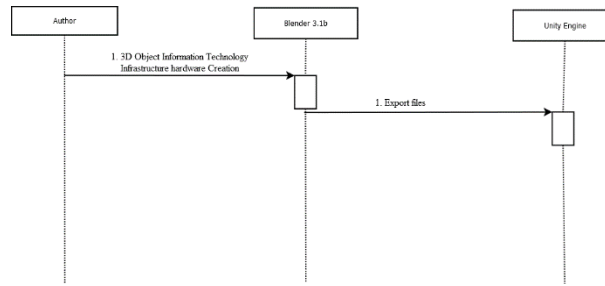 Author
Blender 3.1b
Unity Engine
1. 3D Object Information Technology
Infrastructure hardware Creation
1. Export files